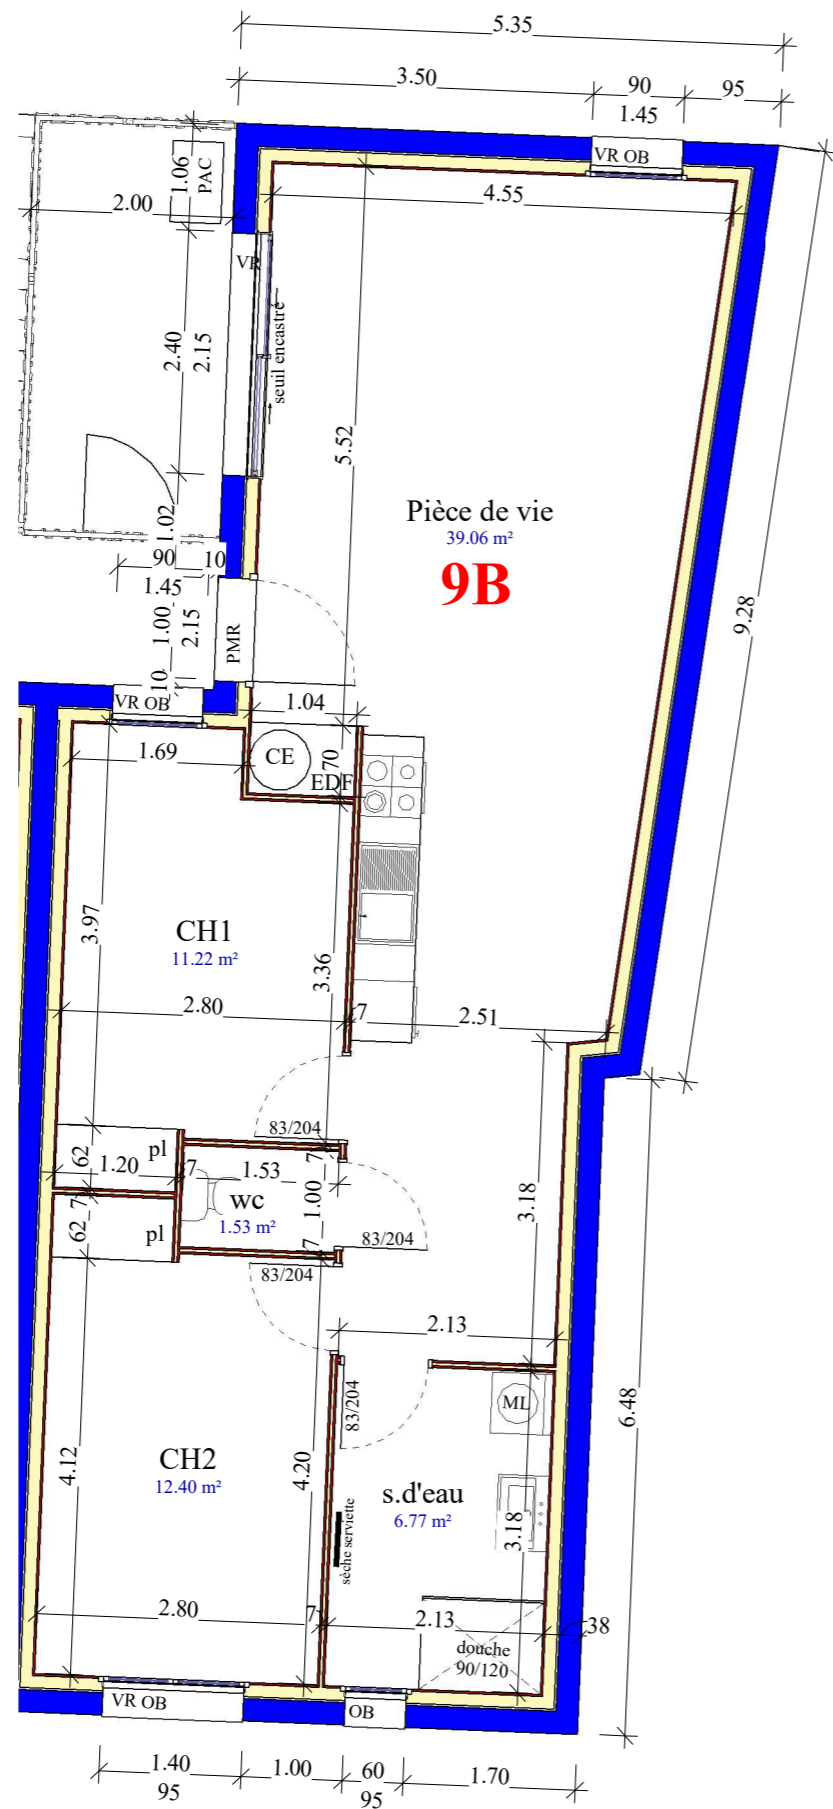 5.35
3.50
90
95
1.45
VR OB
1.06
PAC
2.00
4.55
VR
seuil encastré
2.40
2.15
5.52
Pièce de vie
39.06 m²
9B
1.02
90
10
1.45
1.00
2.15
PMR
9.28
10
VR OB
1.04
1.69
CE
70
EDF
CH1
11.22 m²
3.97
3.36
2.80
7
2.51
83/204
pl
62
1.20
7
1.53
7
wc
1.53 m²
1.00
3.18
7
62
pl
7
83/204
83/204
2.13
83/204
ML
6.48
CH2
12.40 m²
4.12
4.20
s.d'eau
6.77 m²
3.18
sèche serviette
2.80
7
2.13
38
douche
90/120
VR OB
OB
1.40
1.00
60
1.70
95
95